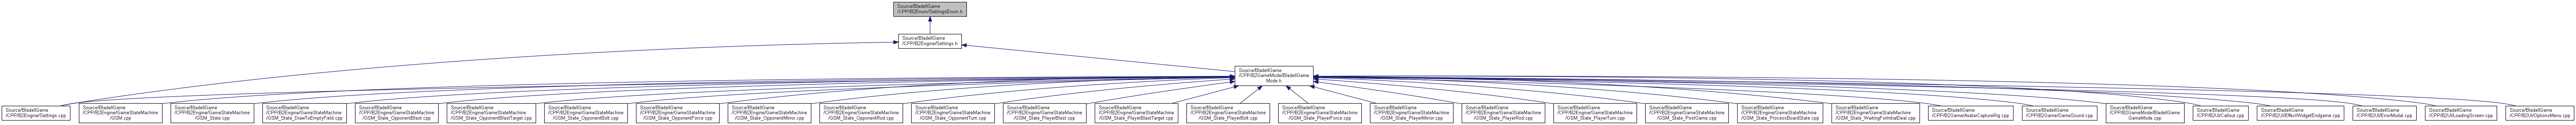 Source/BladeIIGame
/CPP/B2Enum/SettingsEnum.h
Source/BladeIIGame
/CPP/B2Engine/Settings.h
Source/BladeIIGame
/CPP/B2GameMode/BladeIIGame
Mode.h
Source/BladeIIGame
/CPP/B2Engine/Settings.cpp
Source/BladeIIGame
/CPP/B2Engine/GameStateMachine
/GSM.cpp
Source/BladeIIGame
/CPP/B2Engine/GameStateMachine
/GSM_State.cpp
Source/BladeIIGame
/CPP/B2Engine/GameStateMachine
/GSM_State_DrawToEmptyField.cpp
Source/BladeIIGame
/CPP/B2Engine/GameStateMachine
/GSM_State_OpponentBlast.cpp
Source/BladeIIGame
/CPP/B2Engine/GameStateMachine
/GSM_State_OpponentBlastTarget.cpp
Source/BladeIIGame
/CPP/B2Engine/GameStateMachine
/GSM_State_OpponentBolt.cpp
Source/BladeIIGame
/CPP/B2Engine/GameStateMachine
/GSM_State_OpponentForce.cpp
Source/BladeIIGame
/CPP/B2Engine/GameStateMachine
/GSM_State_OpponentMirror.cpp
Source/BladeIIGame
/CPP/B2Engine/GameStateMachine
/GSM_State_OpponentRod.cpp
Source/BladeIIGame
/CPP/B2Engine/GameStateMachine
/GSM_State_OpponentTurn.cpp
Source/BladeIIGame
/CPP/B2Engine/GameStateMachine
/GSM_State_PlayerBlast.cpp
Source/BladeIIGame
/CPP/B2Engine/GameStateMachine
/GSM_State_PlayerBlastTarget.cpp
Source/BladeIIGame
/CPP/B2Engine/GameStateMachine
/GSM_State_PlayerBolt.cpp
Source/BladeIIGame
/CPP/B2Engine/GameStateMachine
/GSM_State_PlayerForce.cpp
Source/BladeIIGame
/CPP/B2Engine/GameStateMachine
/GSM_State_PlayerMirror.cpp
Source/BladeIIGame
/CPP/B2Engine/GameStateMachine
/GSM_State_PlayerRod.cpp
Source/BladeIIGame
/CPP/B2Engine/GameStateMachine
/GSM_State_PlayerTurn.cpp
Source/BladeIIGame
/CPP/B2Engine/GameStateMachine
/GSM_State_PostGame.cpp
Source/BladeIIGame
/CPP/B2Engine/GameStateMachine
/GSM_State_ProcessBoardState.cpp
Source/BladeIIGame
/CPP/B2Engine/GameStateMachine
/GSM_State_WaitingForInitialDeal.cpp
Source/BladeIIGame
/CPP/B2Game/AvatarCaptureRig.cpp
Source/BladeIIGame
/CPP/B2Game/GameSound.cpp
Source/BladeIIGame
/CPP/B2GameMode/BladeIIGame
GameMode.cpp
Source/BladeIIGame
/CPP/B2UI/Callout.cpp
Source/BladeIIGame
/CPP/B2UI/EffectWidgetEndgame.cpp
Source/BladeIIGame
/CPP/B2UI/ErrorModal.cpp
Source/BladeIIGame
/CPP/B2UI/LoadingScreen.cpp
Source/BladeIIGame
/CPP/B2UI/OptionsMenu.cpp